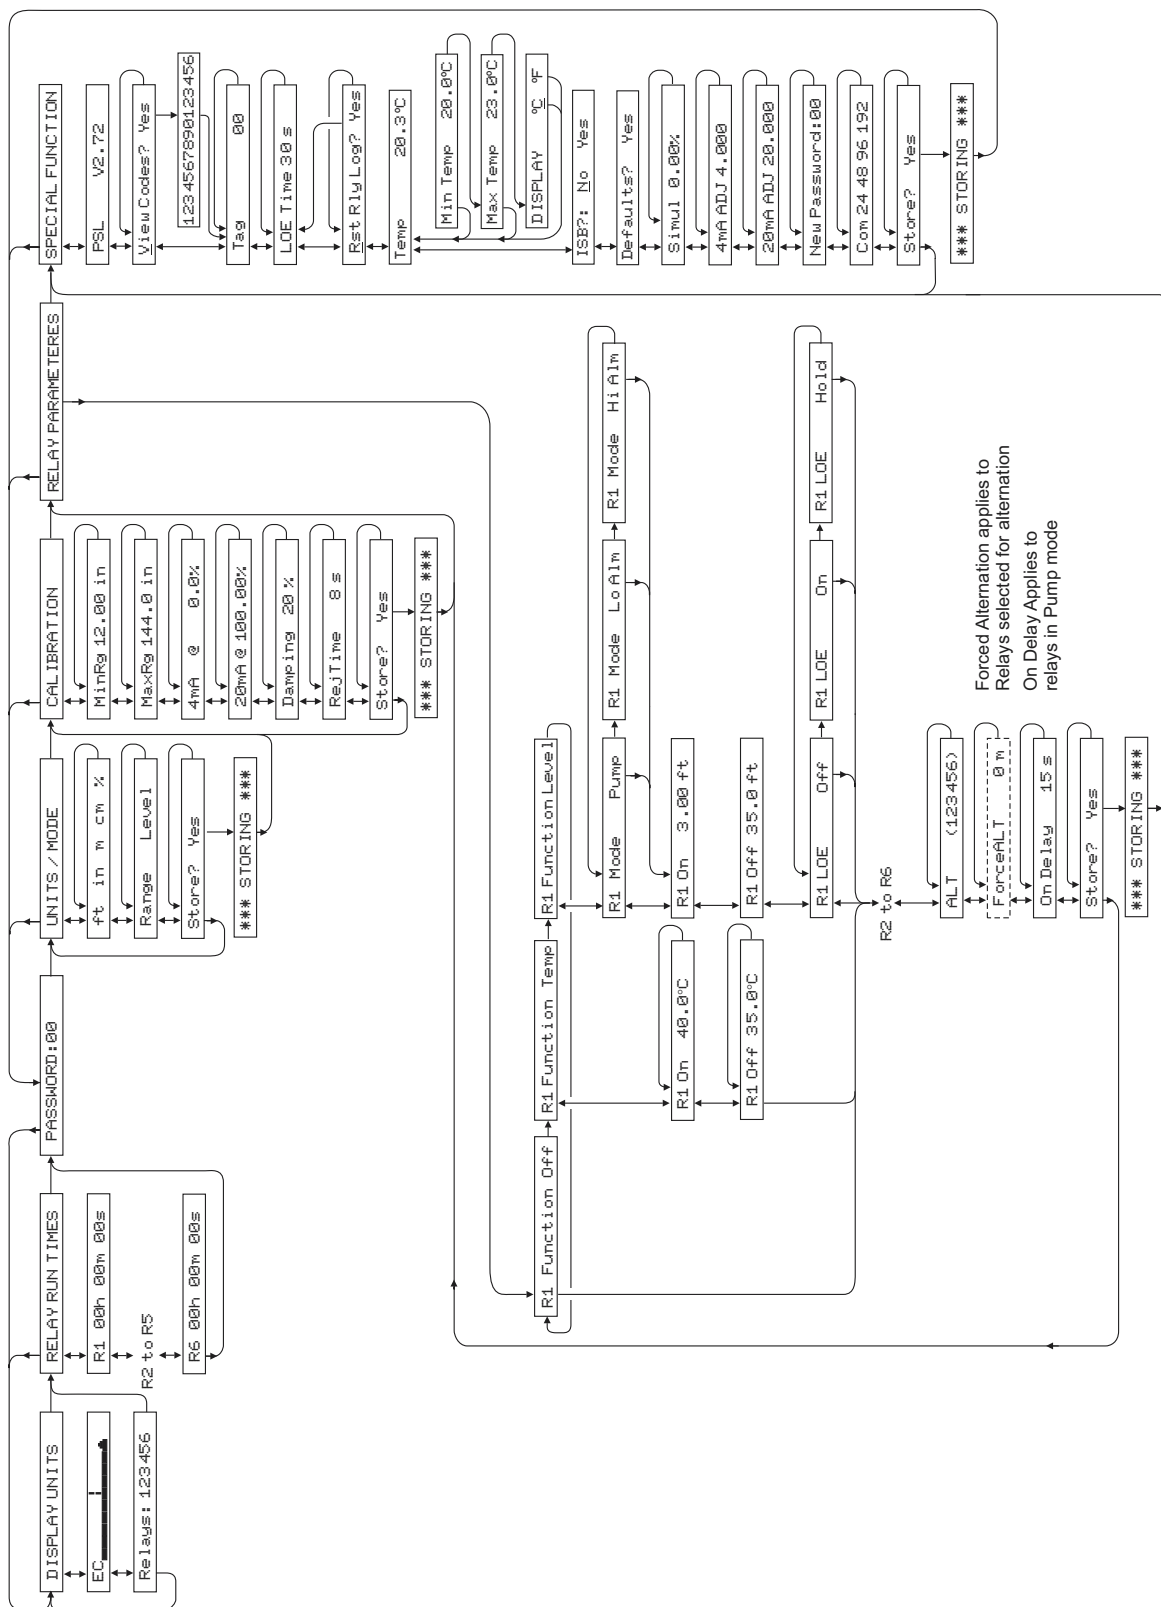 DISPLAY UNITS
EC
Relays: 123456
RELAY RUN TIMES
R1 00h 00m 00s
R2 to R5
R6 00h 00m 00s
PASSWORD:00
UNITS / MODE
ft in m cm %
Range Level
Store? Yes
*** STORING ***
CALIBRATION
MinRg 12.00 in
MaxRg 144.0 in
4mA @ 0.0%
20mA @ 100.00%
Damping 20 %
RejTime 8 s
Store? Yes
*** STORING ***
RELAY PARAMETERES
R1 Function Off
R1 Function Temp
R1 Function Level
R1 On 40.0°C
R1 Off 35.0°C
R1 Mode Pump
R1 Mode Lo Alm
R1 Mode Hi Alm
R1 On 3.00 ft
R1 Off 35.0 ft
R1 LOE Off
R1 LOE On
R1 LOE Hold
R2 to R6
ALT (123456)
ForceALT 0 m
On Delay 15 s
Store? Yes
*** STORING ***
Forced Alternation applies to
Relays selected for alternation
On Delay Applies to
relays in Pump mode
SPECIAL FUNCTION
PSL V2.72
View Codes? Yes
1234567890123456
Tag 00
LOE Time 30 s
Rst Rly Log? Yes
Temp 20.3°C
Min Temp 20.0°C
Max Temp 23.0°C
DISPLAY °C °F
ISB?: No Yes
Defaults? Yes
Simul 0.00%
4mA ADJ 4.000
20mA ADJ 20.000
New Password:00
Com 24 48 96 192
Store? Yes
*** STORING ***